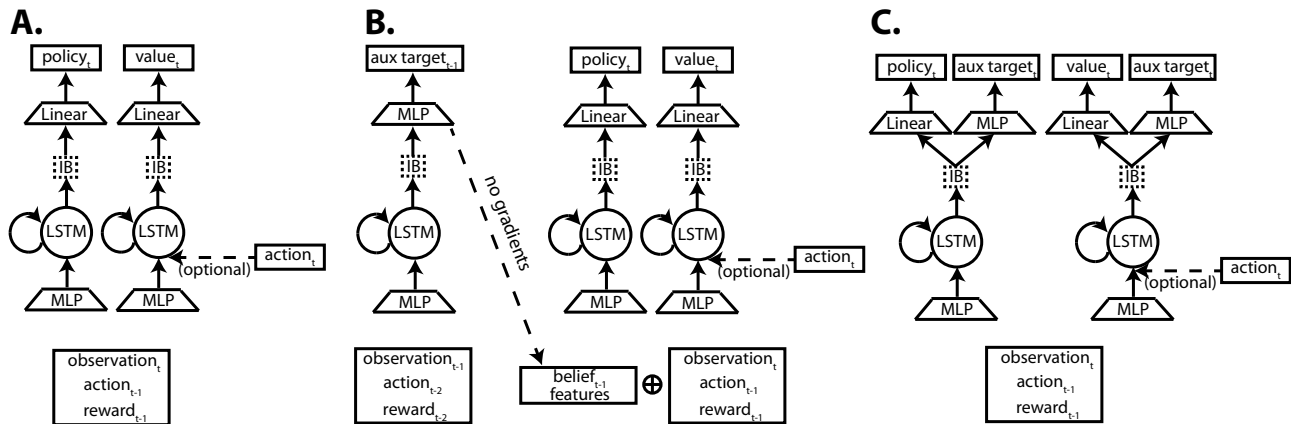 A.
policy_t
value_t
Linear
Linear
IB
IB
LSTM
LSTM
(optional)
action_t
MLP
MLP
observation_t
action_t-1
reward_t-1
B.
aux target_t-1
policy_t
value_t
MLP
Linear
Linear
IB
IB
IB
no gradients
LSTM
LSTM
LSTM
(optional)
action_t
MLP
MLP
MLP
observation_t-1
action_t-2
reward_t-2
belief_t-1
features
⊕
observation_t
action_t-1
reward_t-1
C.
policy_t
aux target_t
value_t
aux target_t
Linear
MLP
Linear
MLP
IB
IB
LSTM
LSTM
(optional)
action_t
MLP
MLP
observation_t
action_t-1
reward_t-1